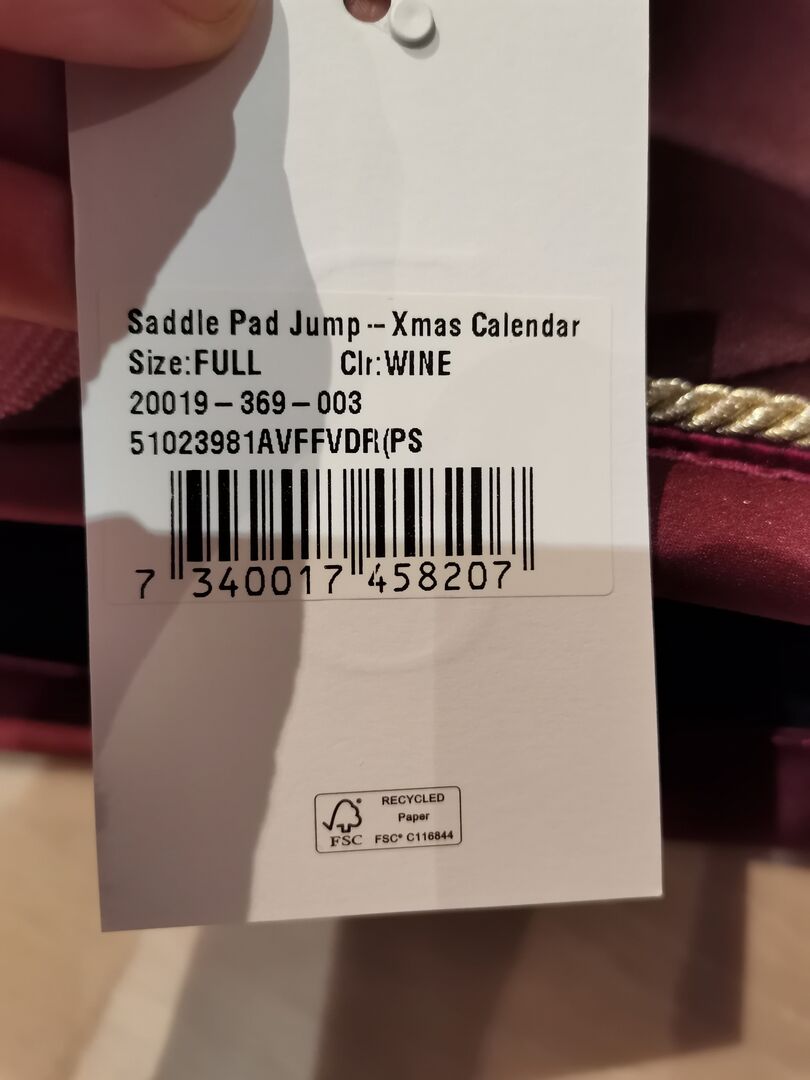 Saddle Pad Jump -- Xmas Calendar
Size:FULL Clr:WINE
20019-369-003
51023981AVFFVDFR(PS
7 340017 458207
RECYCLED
Paper
FSC FSC® C116844